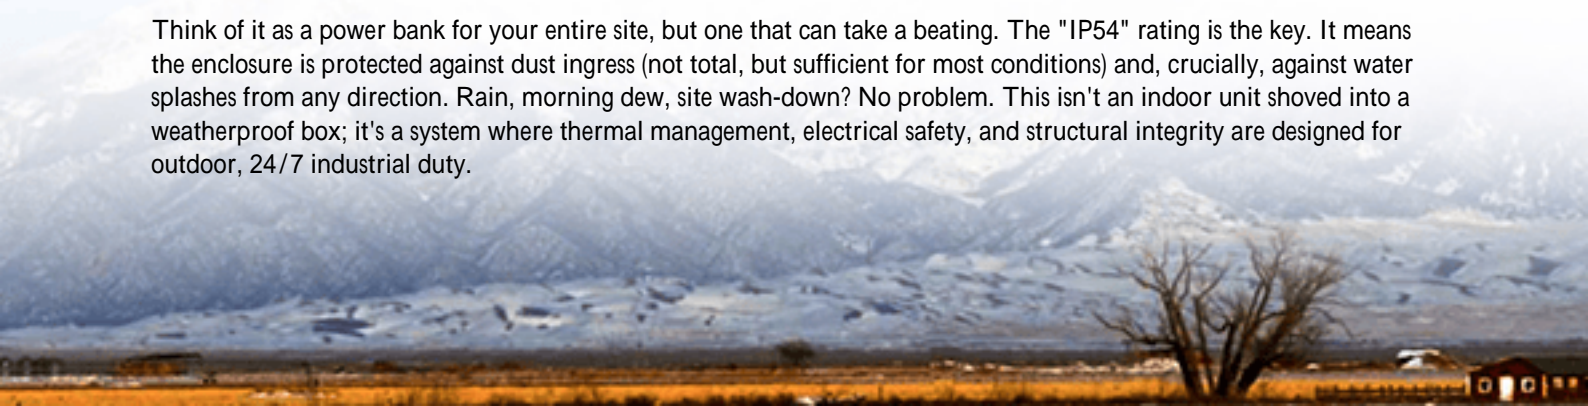 Think of it as a power bank for your entire site, but one that can take a beating. The "IP54" rating is the key. It means
the enclosure is protected against dust ingress (not total, but sufficient for most conditions) and, crucially, against water
splashes from any direction. Rain, morning dew, site wash-down? No problem. This isn't an indoor unit shoved into a
weatherproof box; it's a system where thermal management, electrical safety, and structural integrity are designed for
outdoor, 24/7 industrial duty.